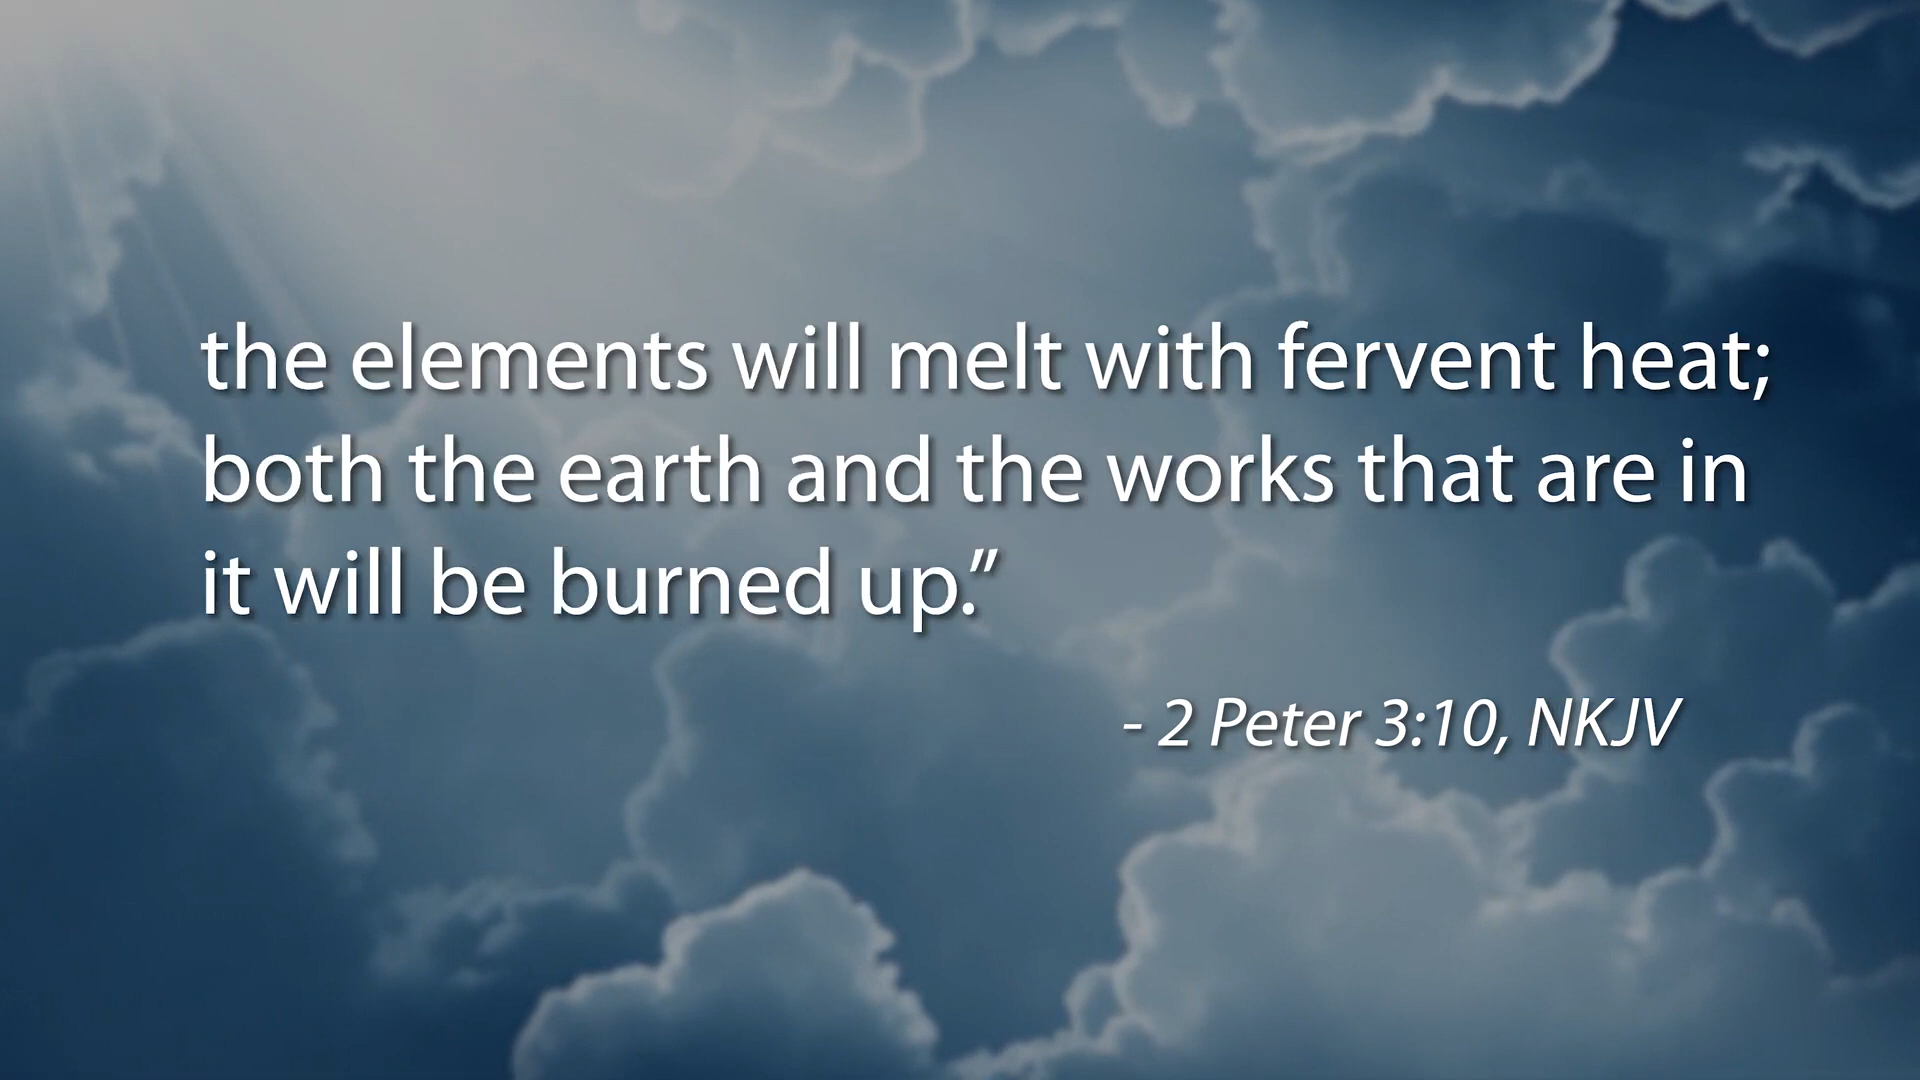 the elements will melt with fervent heat;
both the earth and the works that are in
it will be burned up.”
- 2 Peter 3:10, NKJV